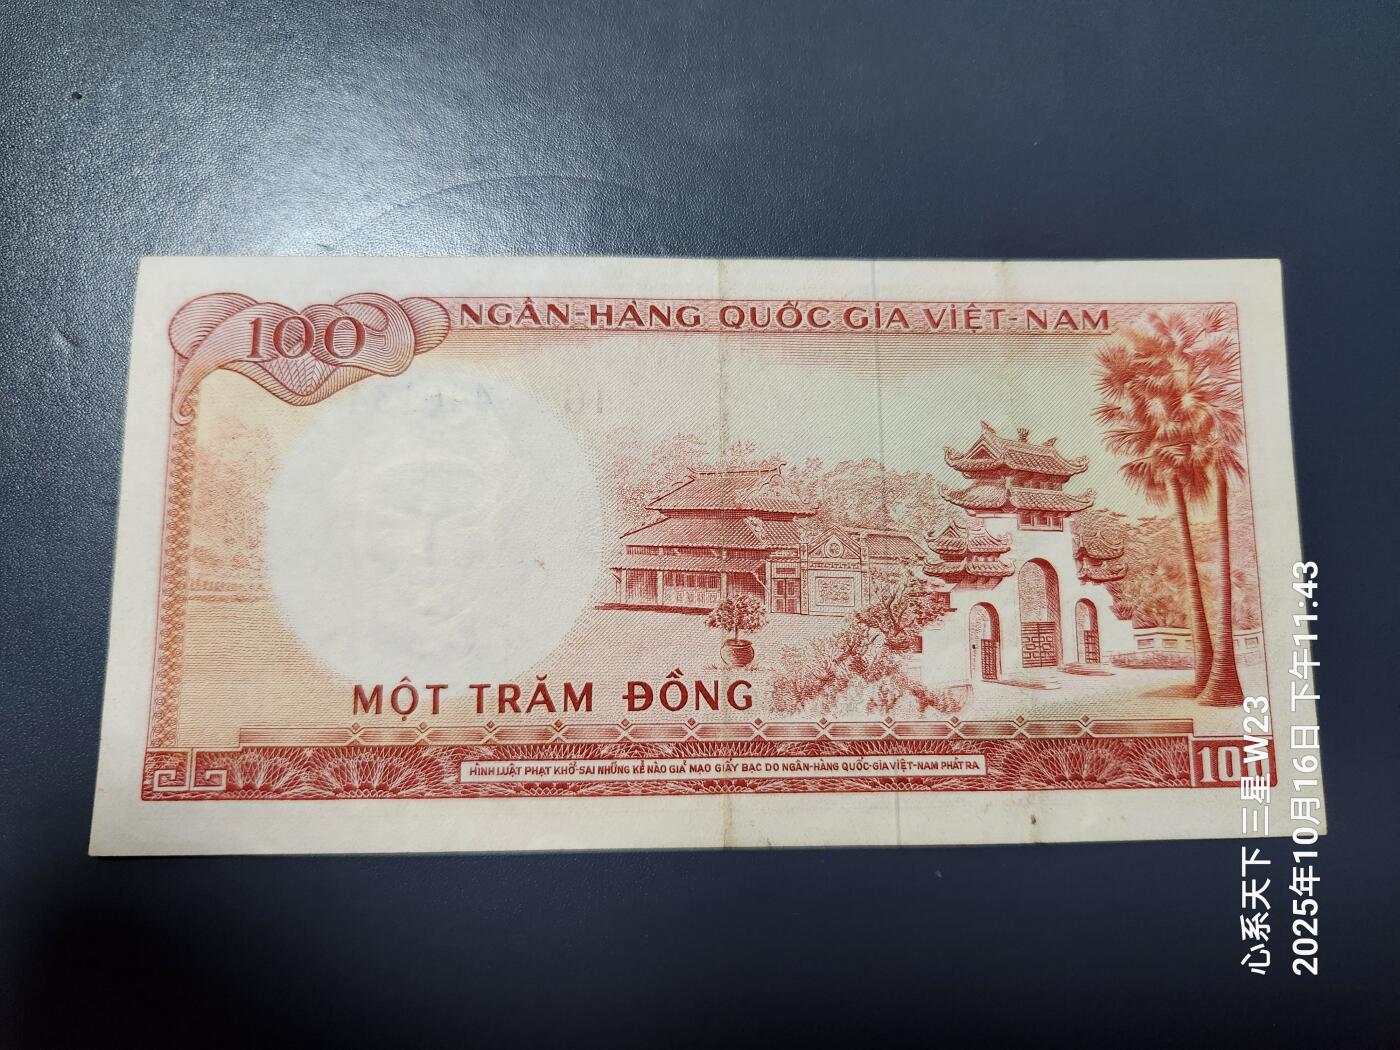 100
NGÂN-HÀNG QUỐC GIA VIỆT-NAM
MỘT TRĂM ĐỒNG
HÌNH LUẬT PHẠT KHỔ-SAI NHỮNG KẺ NÀO GIẢ MẠO GIẤY BẠC DO NGÂN-HÀNG QUỐC-GIA VIỆT-NAM PHÁT RA
10
心系天下 三星 W23
2025年10月16日 下午11:43